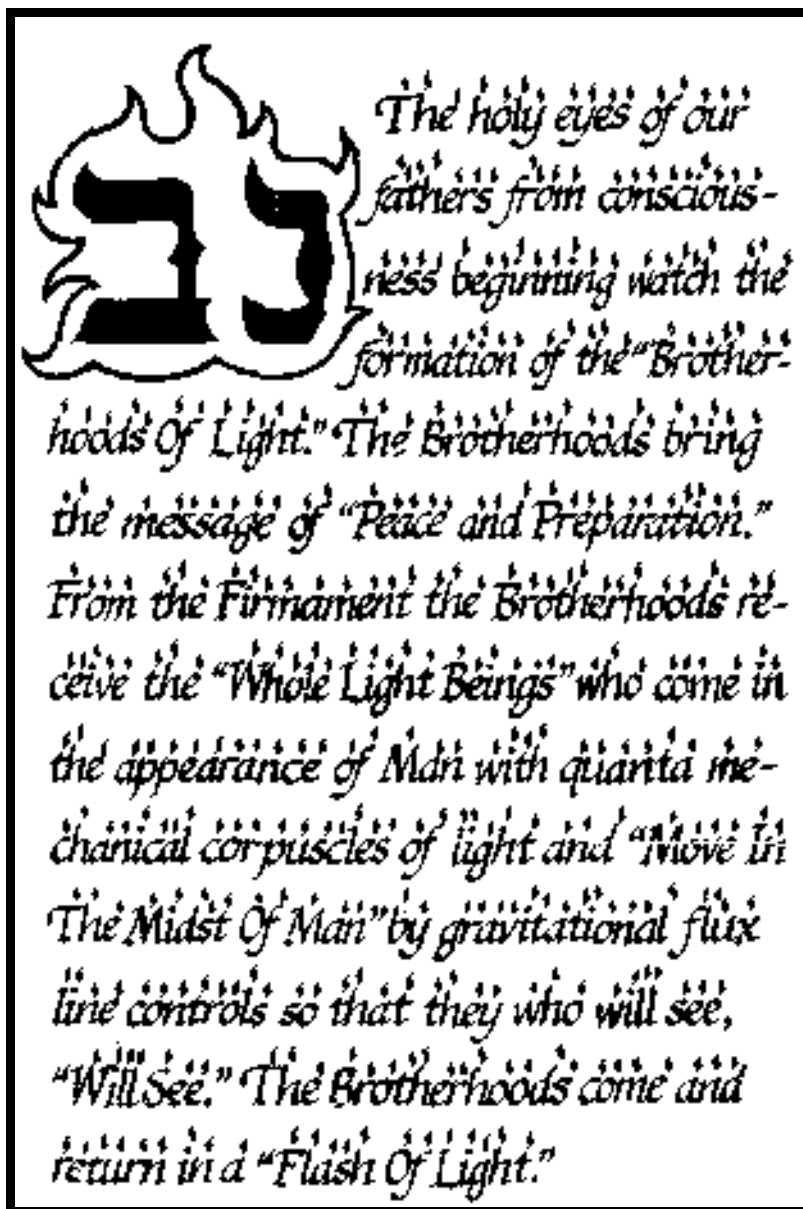 נב
The holy eyes of our
fathers from conscious-
ness beginning watch the
formation of the "Brother-
hoods Of Light." The Brotherhoods bring
the message of "Peace and Preparation."
From the Firmament the Brotherhoods re-
ceive the "Whole Light Beings" who come in
the appearance of Man with quanta me-
chanical corpuscles of light and "Move In
The Midst Of Man" by gravitational flux
line controls so that they who will see,
"Will See." The Brotherhoods come and
return in a "Flash Of Light."